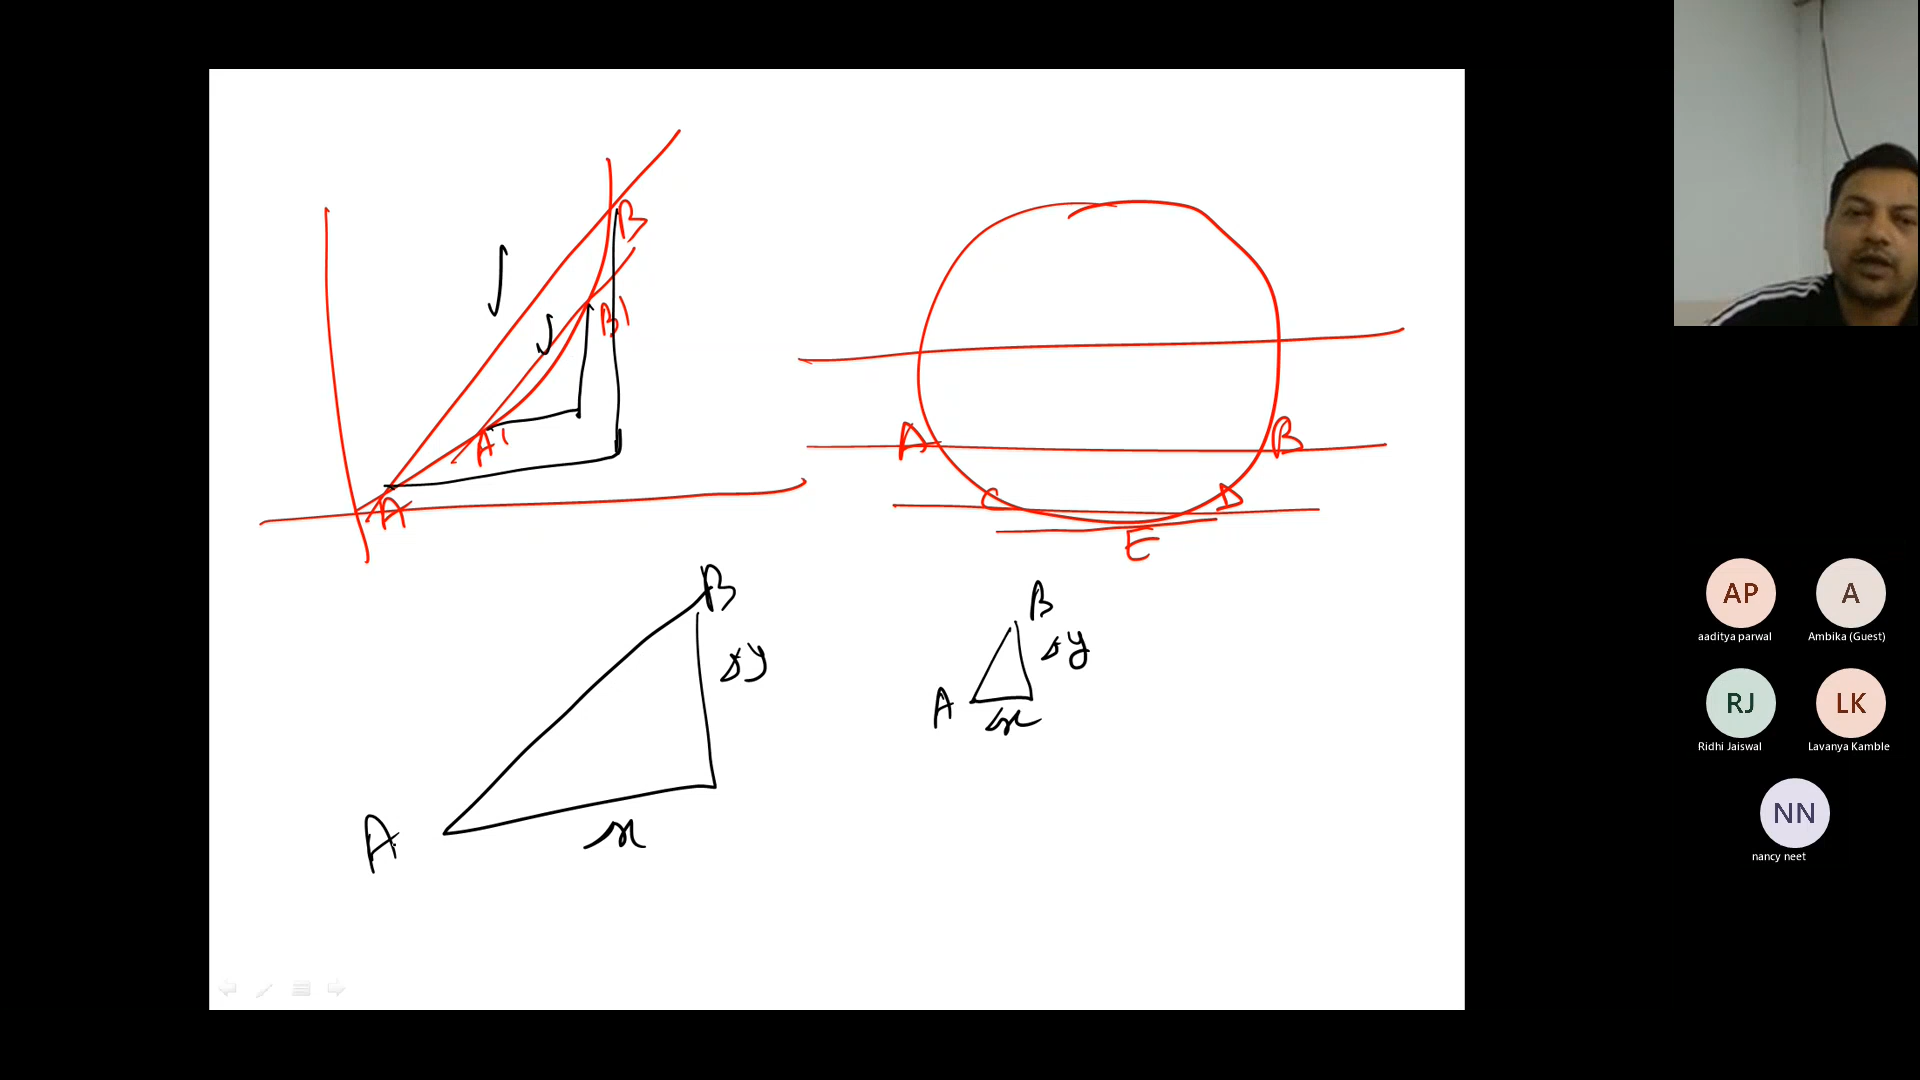 B
B'
A'
A
A B
C D
E
B
Δy
A
x
B
Δy
A
Δx
AP
aaditya parwal
A
Ambika (Guest)
RJ
Ridhi Jaiswal
LK
Lavanya Kamble
NN
nancy neet